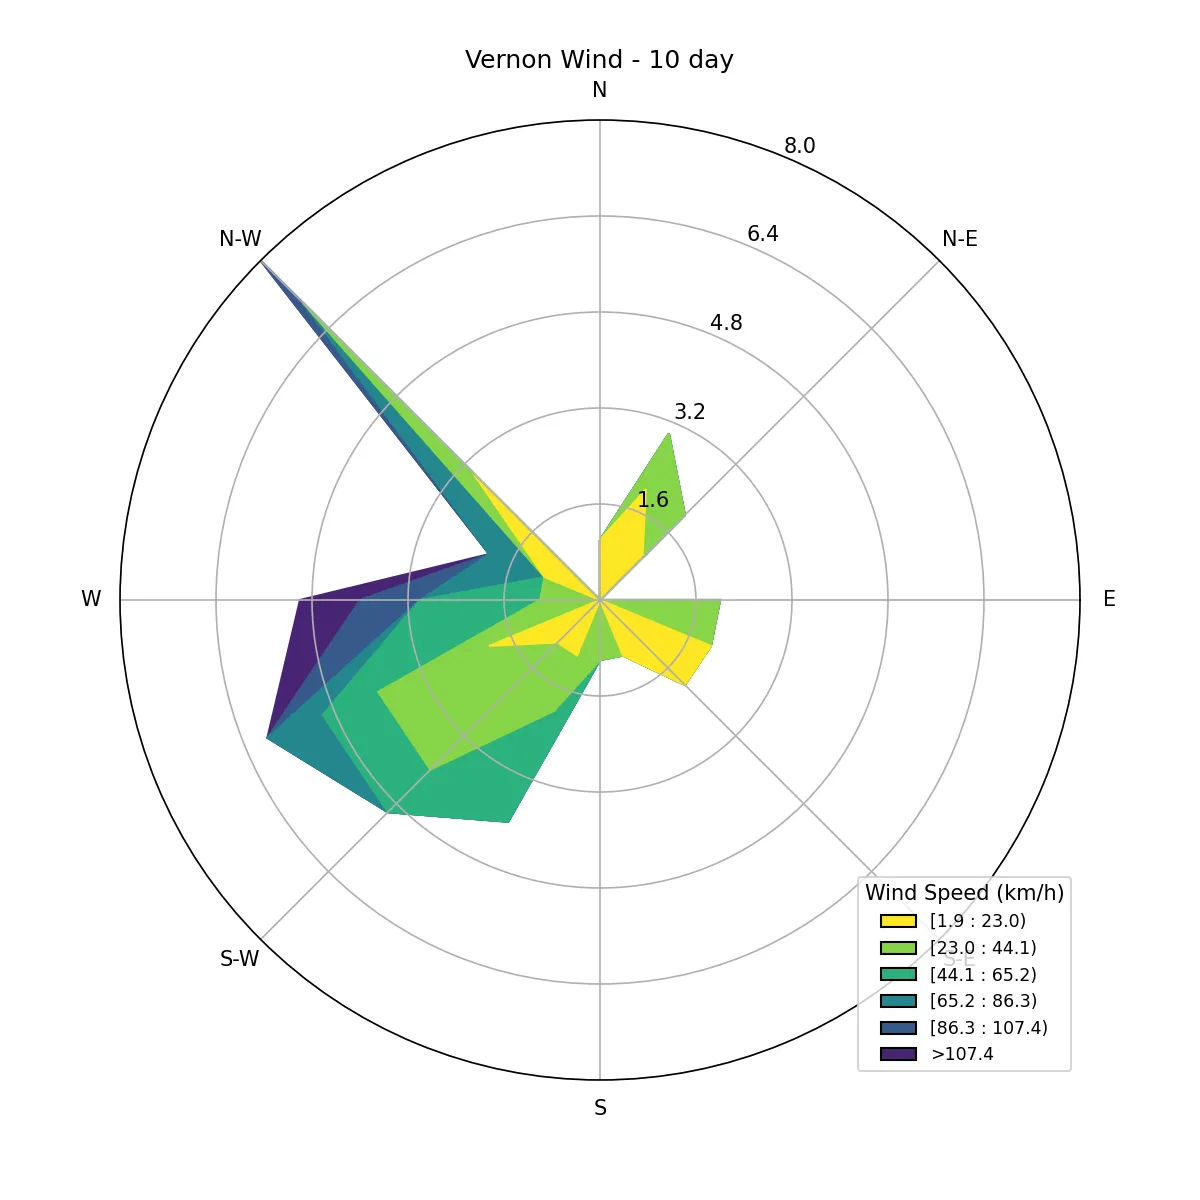 Vernon Wind - 10 day
N
8.0
N-W
6.4
N-E
4.8
3.2
1.6
W
E
Wind Speed (km/h)
[1.9 : 23.0)
[23.0 : 44.1)
S-W
S-E
[44.1 : 65.2)
[65.2 : 86.3)
[86.3 : 107.4)
>107.4
S